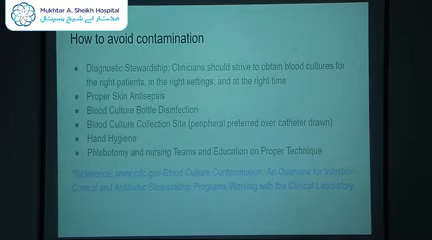 Mukhtar A. Sheikh Hospital
مختار اے شیخ ہسپتال
How to avoid contamination
• Diagnostic Stewardship: Clinicians should strive to obtain blood cultures for
the right patients, in the right settings, and at the right time
• Proper Skin Antisepsis
• Blood Culture Bottle Disinfection
• Blood Culture Collection Site (peripheral preferred over catheter drawn)
• Hand Hygiene
• Phlebotomy and nursing Teams and Education on Proper Technique
*Reference: www.cdc.gov-Blood Culture Contamination: An Overview for Infection
Control and Antibiotic Stewardship Programs Working with the Clinical Laboratory